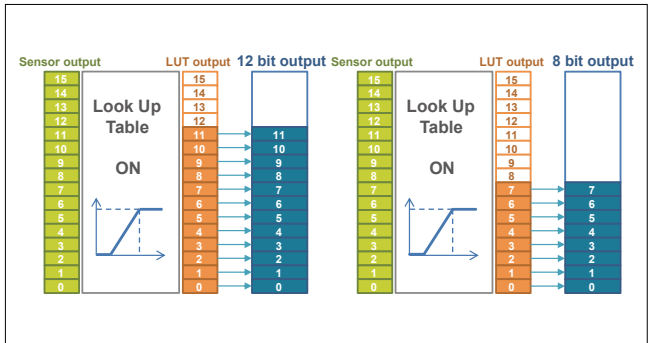 Sensor output LUT output 12 bit output Sensor output LUT output 8 bit output
15 15 15 15
14 14 14 14
13 13 13 13
12 Look Up 12 12 Look Up 12
11 Table 11 11 11 Table 11
10 10 10 10 10
9 ON 9 9 9 ON 9
8 8 8 8 8
7 7 7 7 7 7
6 6 6 6 6 6
5 5 5 5 5 5
4 4 4 4 4 4
3 3 3 3 3 3
2 2 2 2 2 2
1 1 1 1 1 1
0 0 0 0 0 0